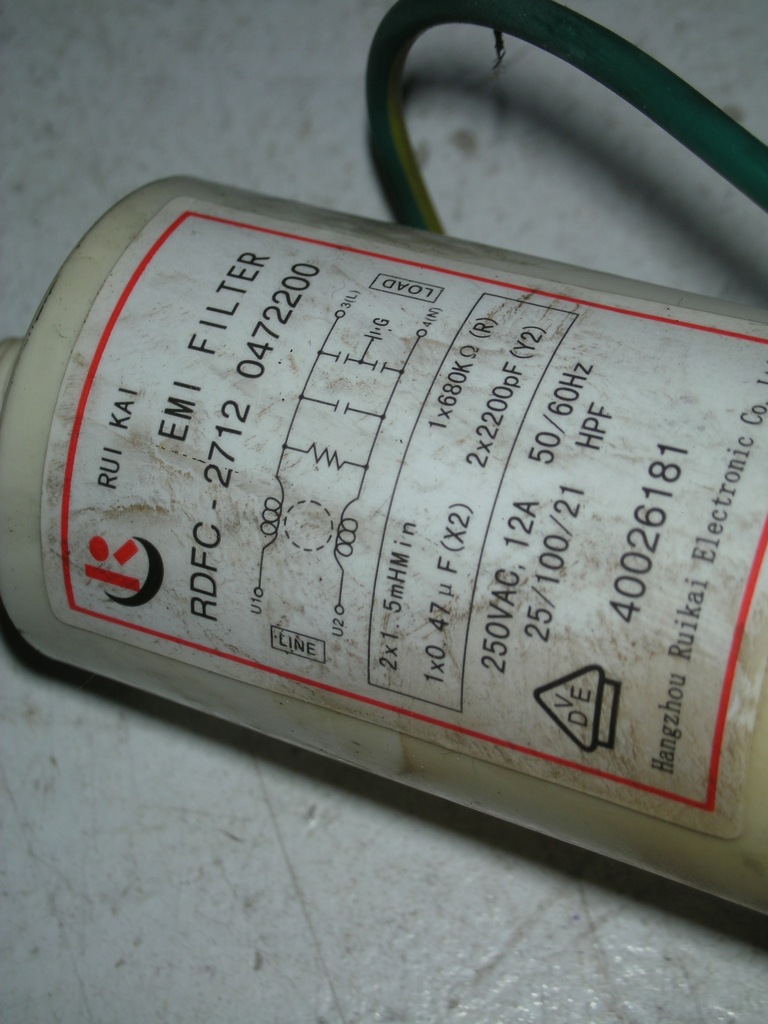 RUI KAI
EMI FILTER
RDFC-2712 0472200
LINE
U1
U2
3(L)
4(N)
G
LOAD
2x1.5mHMin 1x680KΩ (R)
1x0.47μF(X2) 2x2200pF(Y2)
250VAC, 12A 50/60Hz
25/100/21 HPF
VDE
40026181
Hangzhou Ruikai Electronic Co.